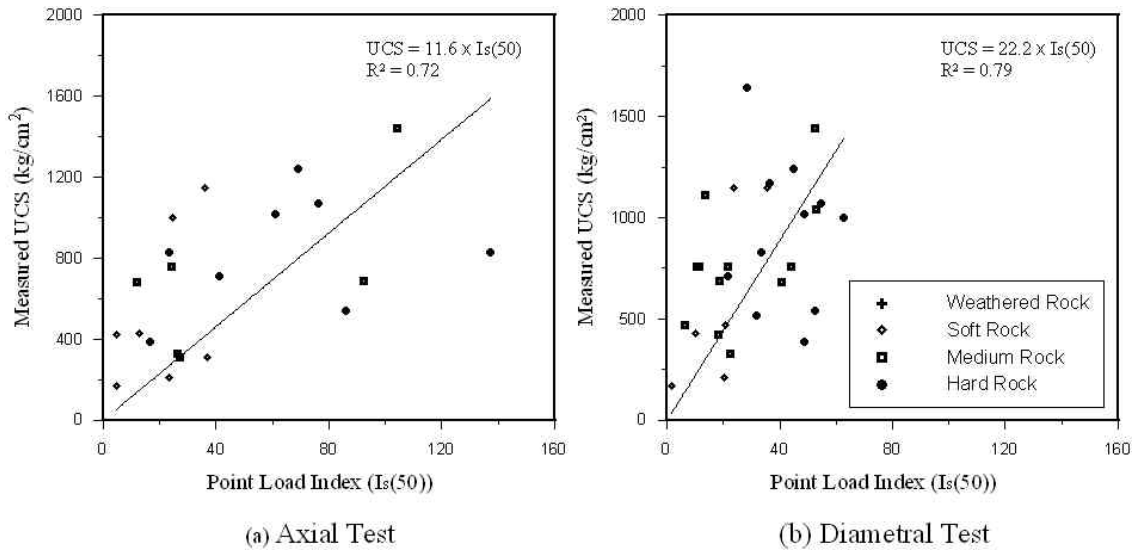 2000
1600
1200
800
400
0
Measured UCS (kg/cm²)
UCS = 11.6 x Is(50)
R² = 0.72
0 40 80 120 160
Point Load Index (Is(50))
(a) Axial Test
2000
1500
1000
500
0
Measured UCS (kg/cm²)
UCS = 22.2 x Is(50)
R² = 0.79
Weathered Rock
Soft Rock
Medium Rock
Hard Rock
0 40 80 120 160
Point Load Index (Is(50))
(b) Diametral Test